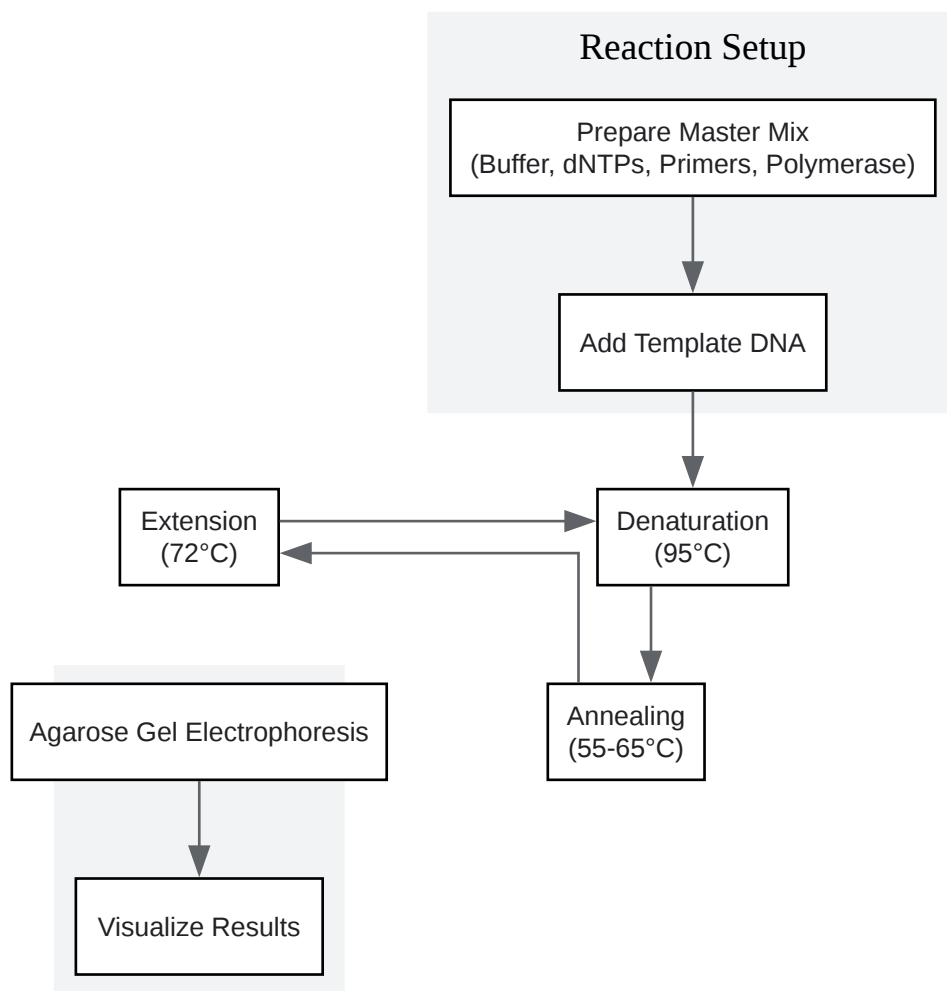 Reaction Setup
Prepare Master Mix
(Buffer, dNTPs, Primers, Polymerase)
Add Template DNA
Extension
(72°C)
Denaturation
(95°C)
Annealing
(55-65°C)
Agarose Gel Electrophoresis
Visualize Results